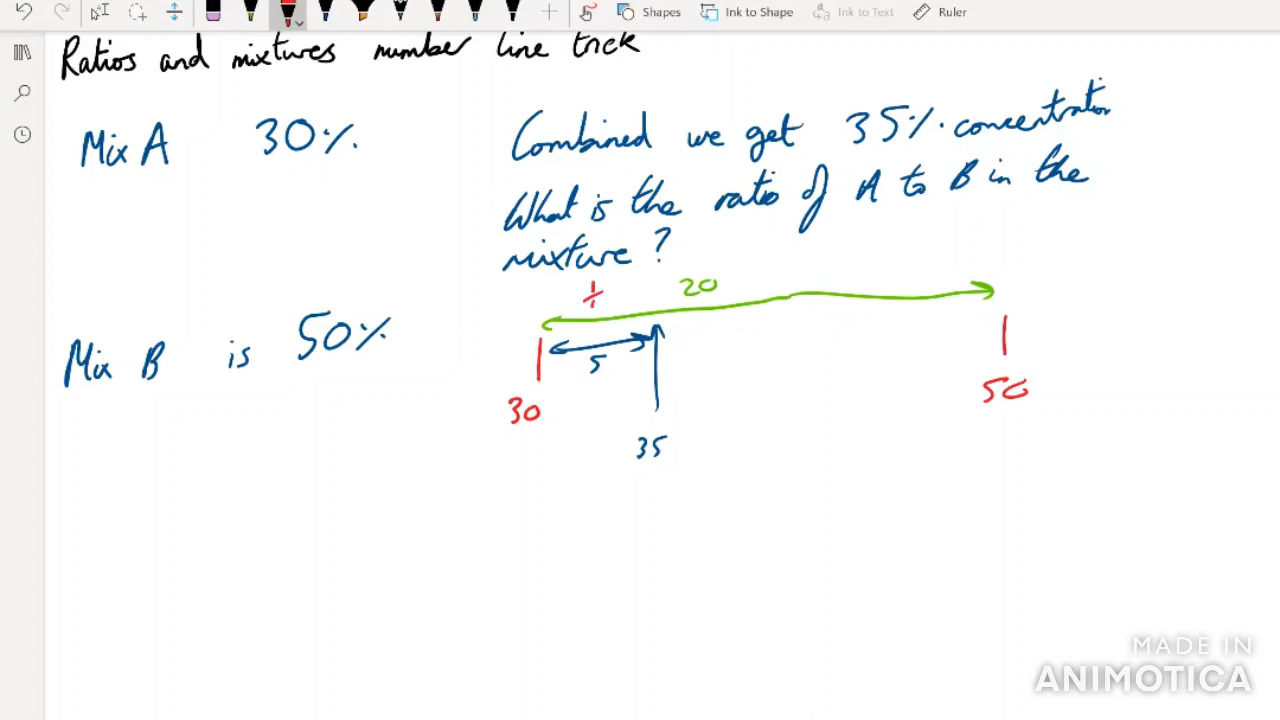 Shapes
Ink to Shape
Ink to Text
Ruler
Ratios and mixtures number line trick
Mix A 30%
Combined we get 35% concentration
What is the ratio of A to B in the
mixture?
Mix B is 50%
20
5
30
35
50
MADE IN
ANIMOTICA